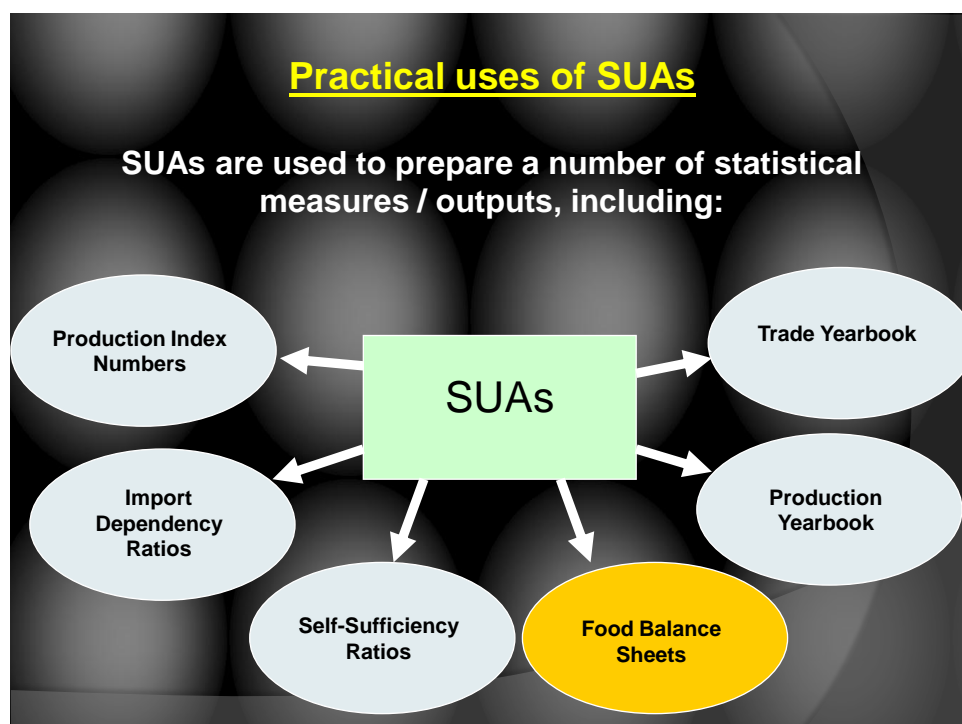 Practical uses of SUAs
SUAs are used to prepare a number of statistical
measures / outputs, including:
Production Index
Numbers
Trade Yearbook
SUAs
Import
Dependency
Ratios
Production
Yearbook
Self-Sufficiency
Ratios
Food Balance
Sheets